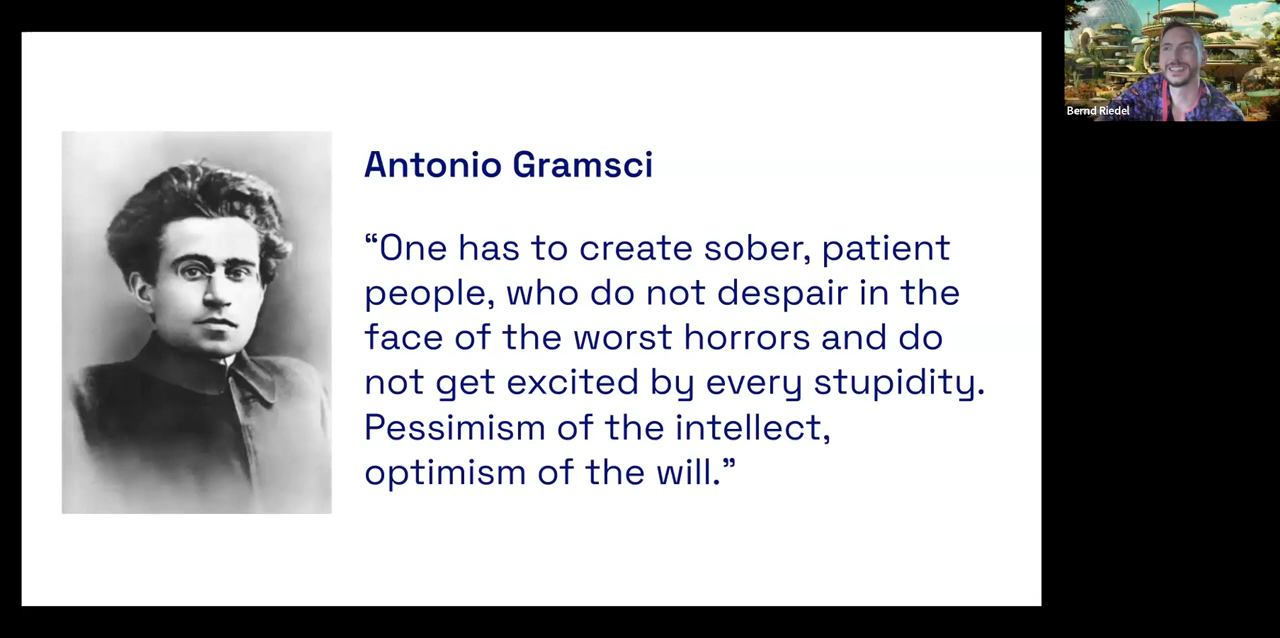 Antonio Gramsci
“One has to create sober, patient
people, who do not despair in the
face of the worst horrors and do
not get excited by every stupidity.
Pessimism of the intellect,
optimism of the will.”
Bernd Riedel